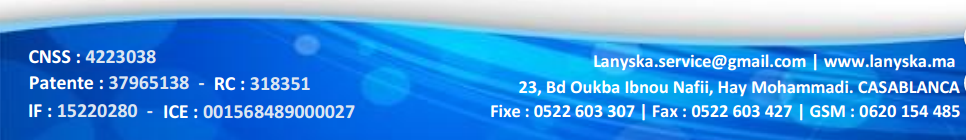 CNSS : 4223038
Patente : 37965138 - RC : 318351
IF : 15220280 - ICE : 001568489000027
Lanyska.service@gmail.com | www.lanyska.ma
23, Bd Oukba Ibnou Nafii, Hay Mohammadi. CASABLANCA
Fixe : 0522 603 307 | Fax : 0522 603 427 | GSM : 0620 154 485